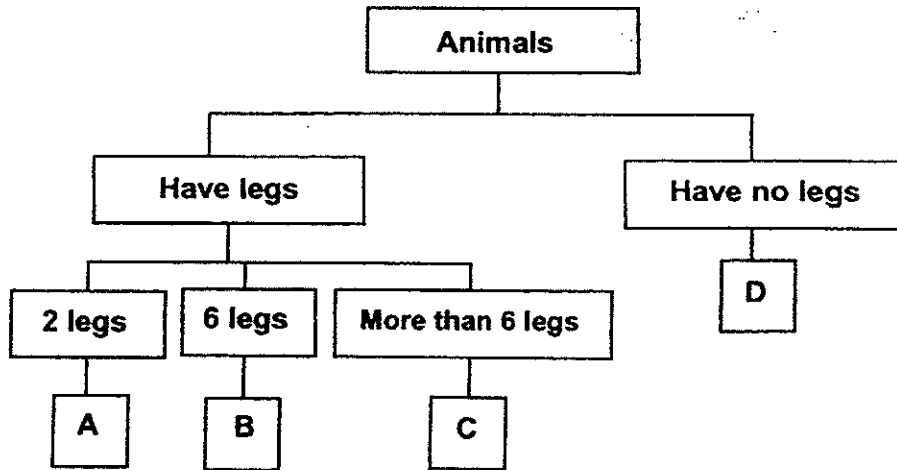 Animals
Have legs
Have no legs
2 legs
6 legs
More than 6 legs
D
A
B
C